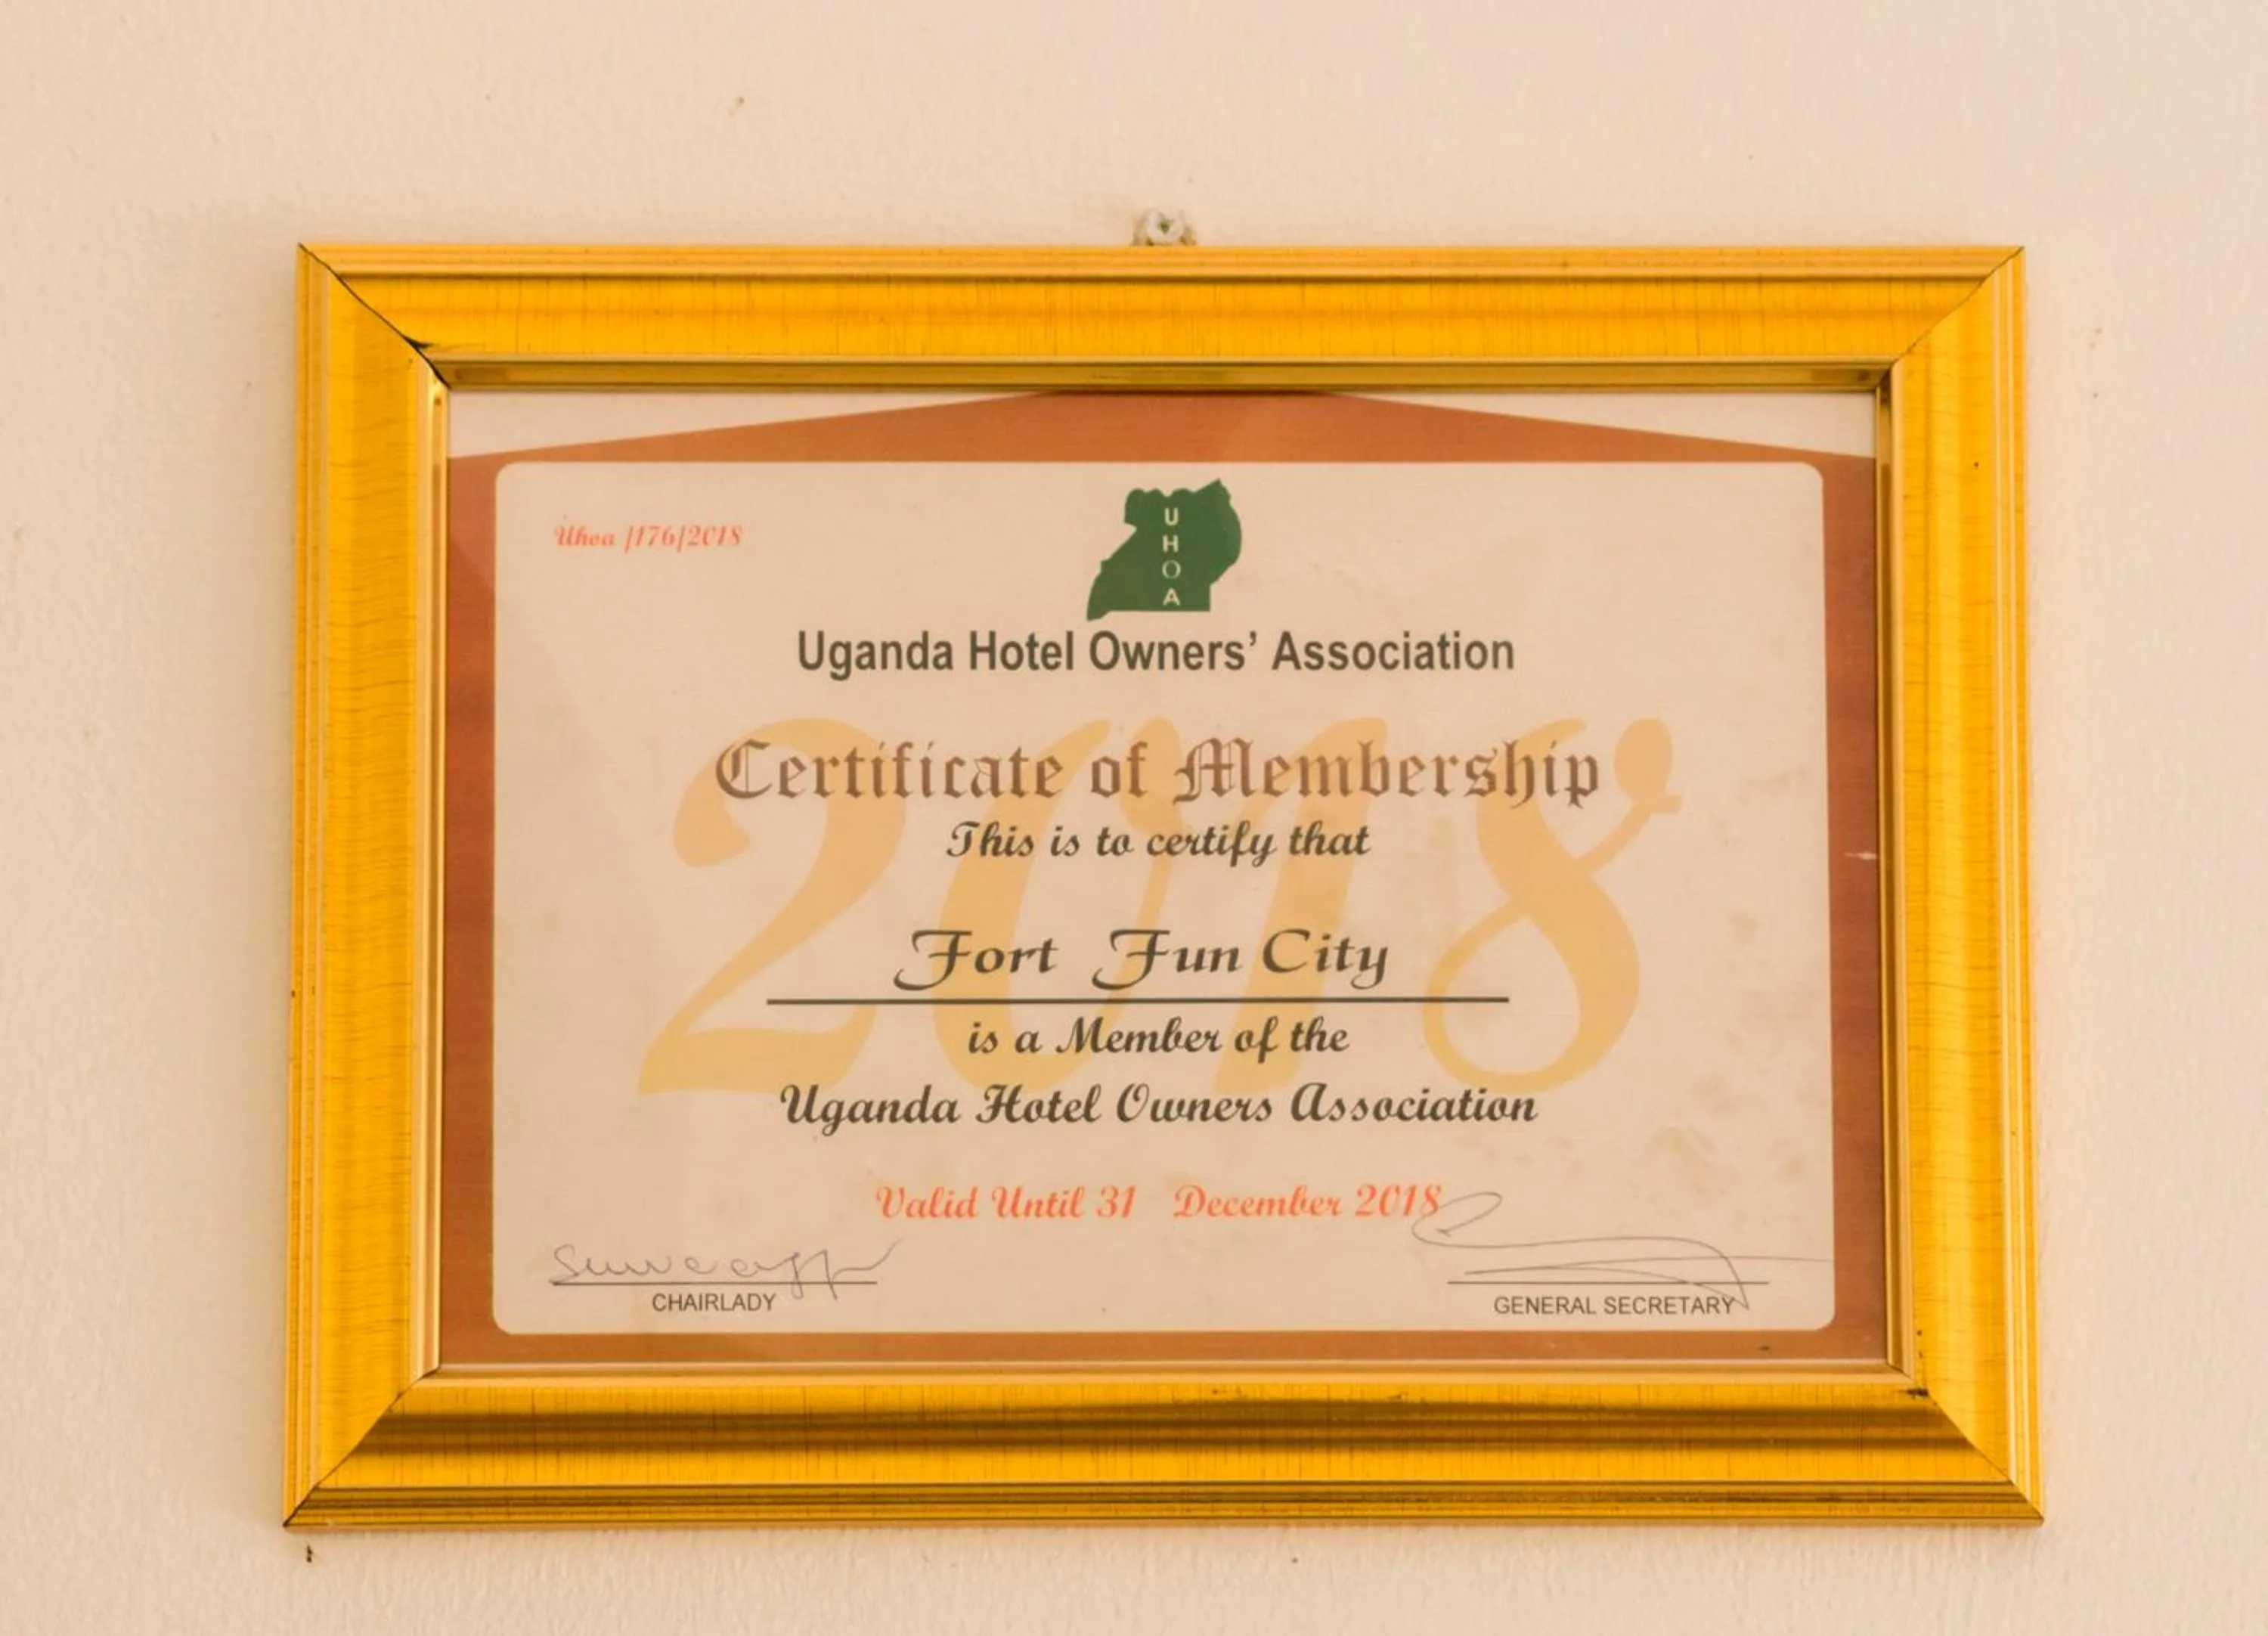 Uhoa /176/2018
U
H
O
A
Uganda Hotel Owners' Association
2018
Certificate of Membership
This is to certify that
Fort Fun City
is a Member of the
Uganda Hotel Owners Association
Valid Until 31 December 2018
CHAIRLADY
GENERAL SECRETARY